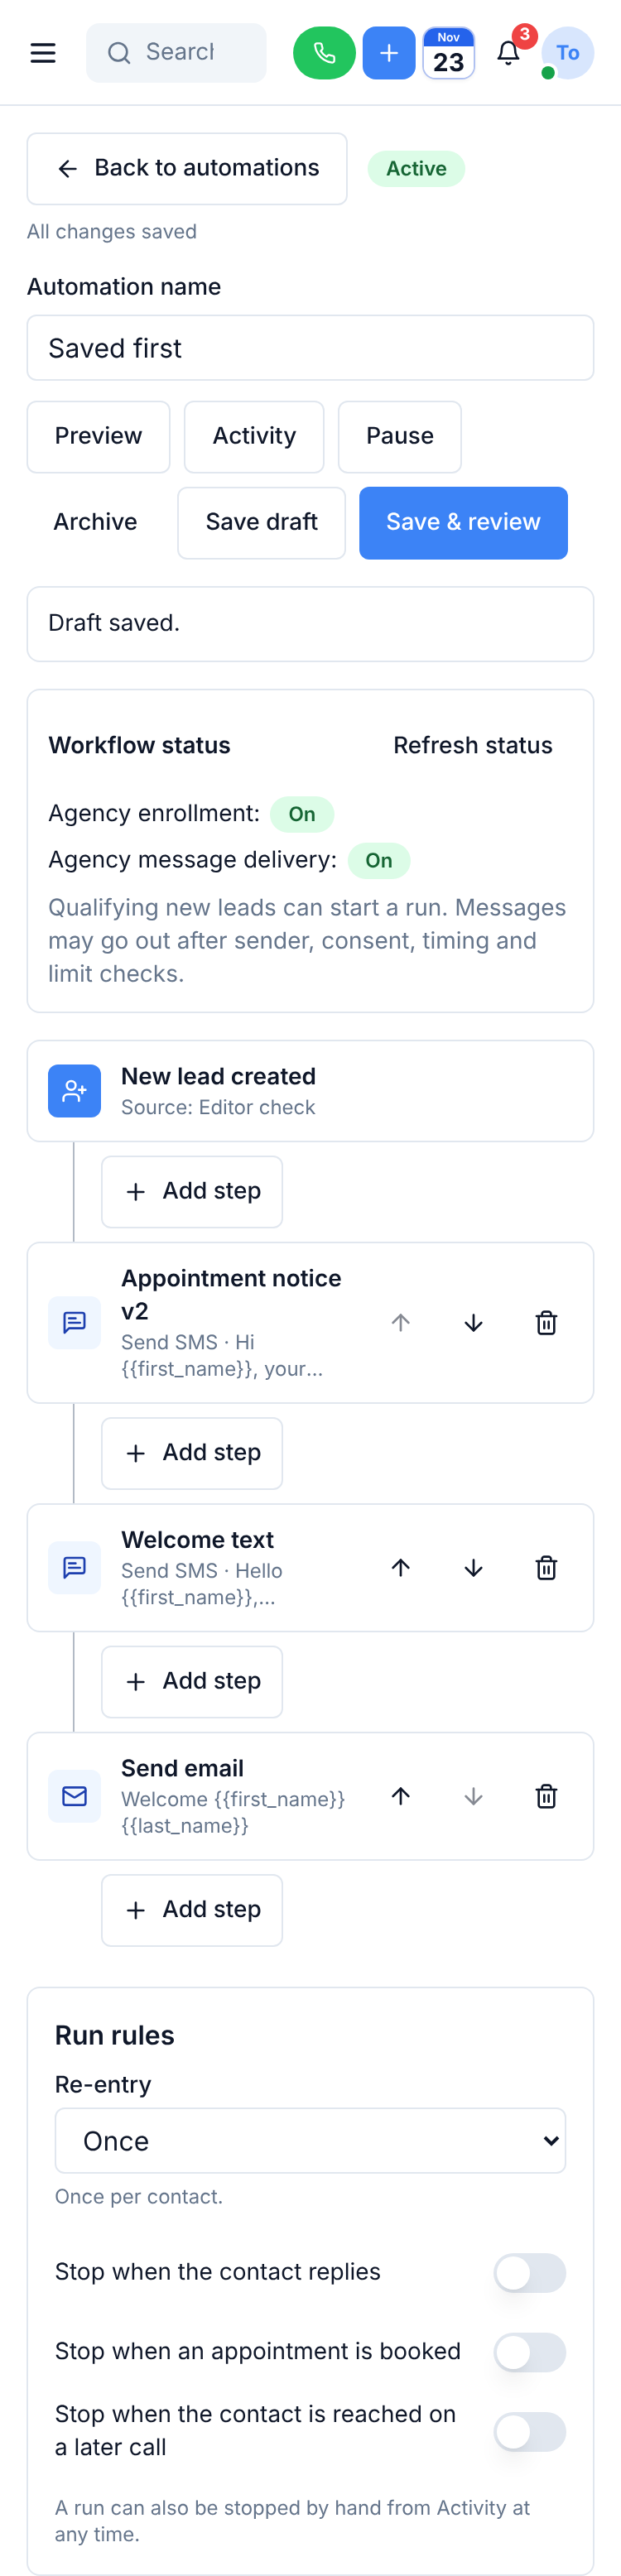 Search
Nov
23
3
To
Back to automations
Active
All changes saved
Automation name
Saved first
Preview
Activity
Pause
Archive
Save draft
Save & review
Draft saved.
Workflow status
Refresh status
Agency enrollment: On
Agency message delivery: On
Qualifying new leads can start a run. Messages
may go out after sender, consent, timing and
limit checks.
New lead created
Source: Editor check
Add step
Appointment notice
v2
Send SMS · Hi
{{first_name}}, your...
Add step
Welcome text
Send SMS · Hello
{{first_name}},...
Add step
Send email
Welcome {{first_name}}
{{last_name}}
Add step
Run rules
Re-entry
Once
Once per contact.
Stop when the contact replies
Stop when an appointment is booked
Stop when the contact is reached on
a later call
A run can also be stopped by hand from Activity at
any time.